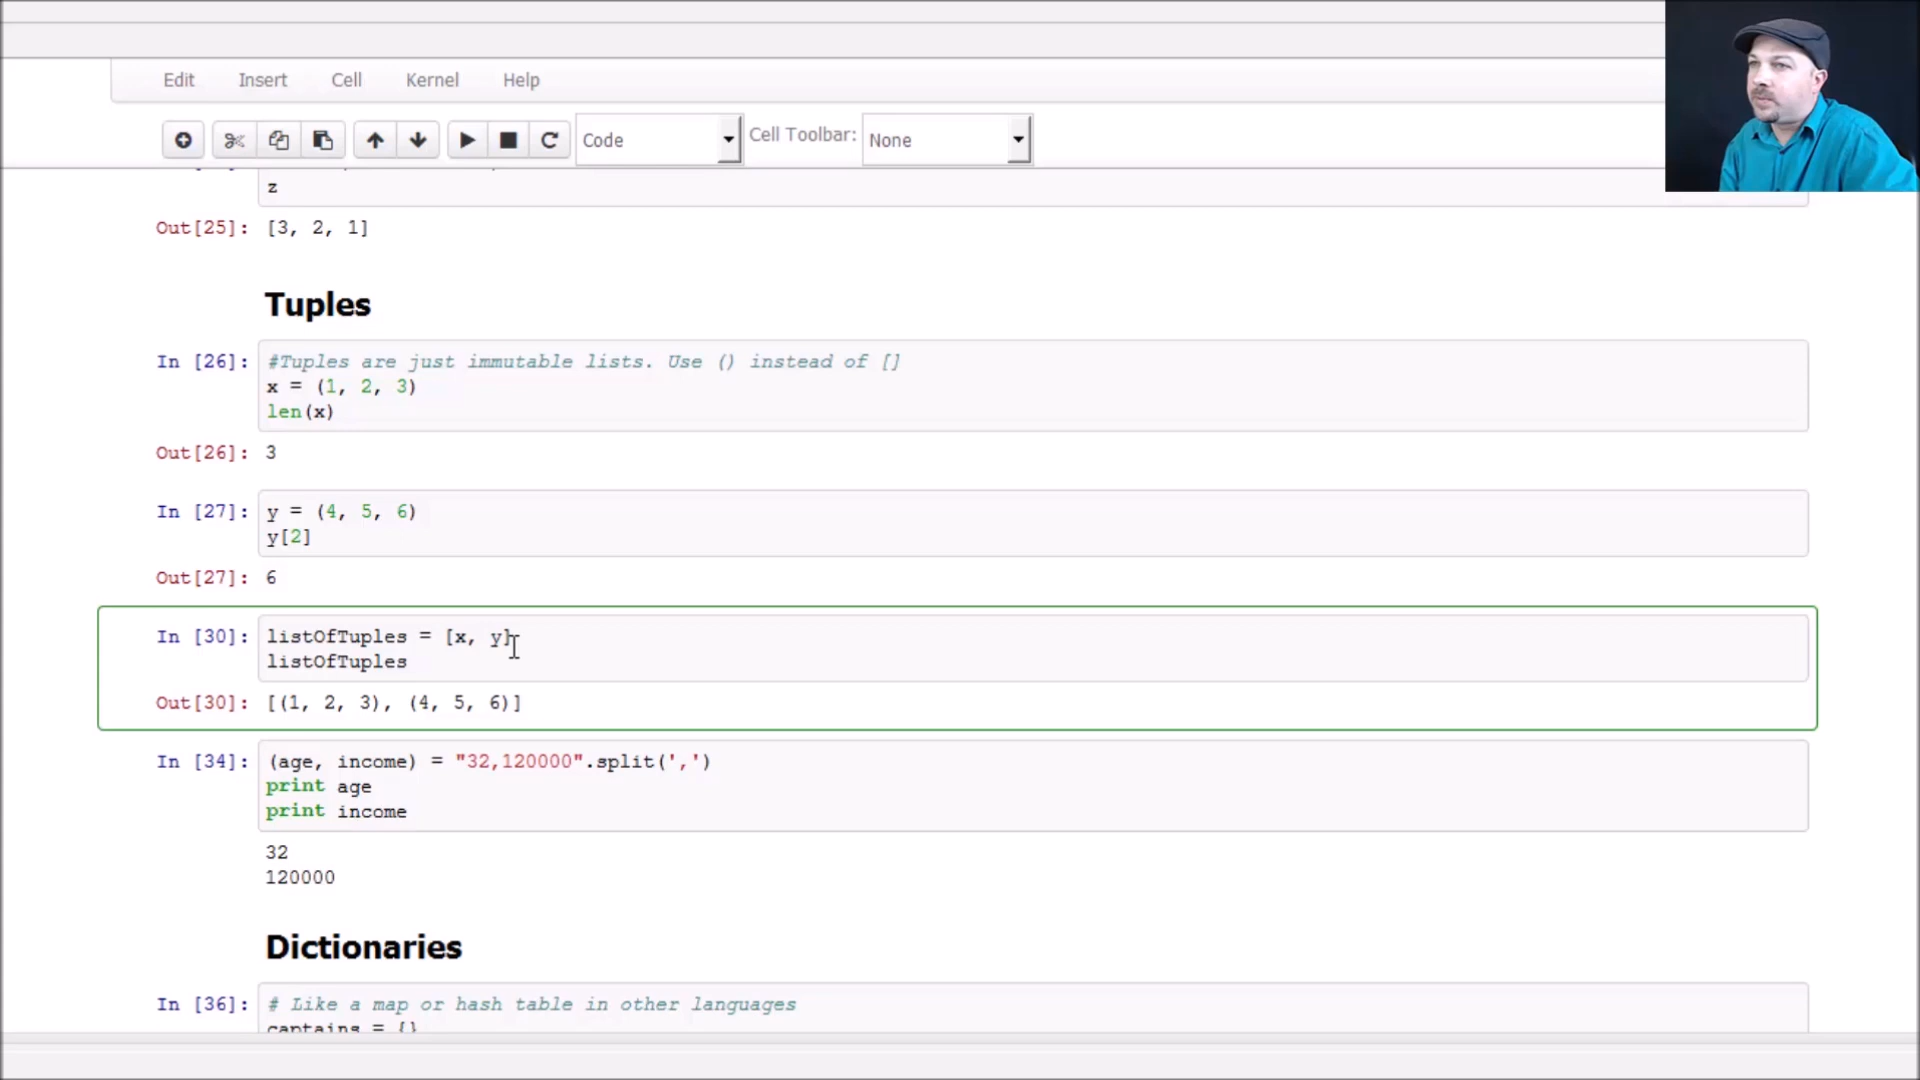 Edit Insert Cell Kernel Help
Code Cell Toolbar: None
z
Out[25]: [3, 2, 1]
Tuples
In [26]: #Tuples are just immutable lists. Use () instead of []
x = (1, 2, 3)
len(x)
Out[26]: 3
In [27]: y = (4, 5, 6)
y[2]
Out[27]: 6
In [30]: listOfTuples = [x, y]
listOfTuples
Out[30]: [(1, 2, 3), (4, 5, 6)]
In [34]: (age, income) = "32,120000".split(',')
print age
print income
32
120000
Dictionaries
In [36]: # Like a map or hash table in other languages
captains = {}